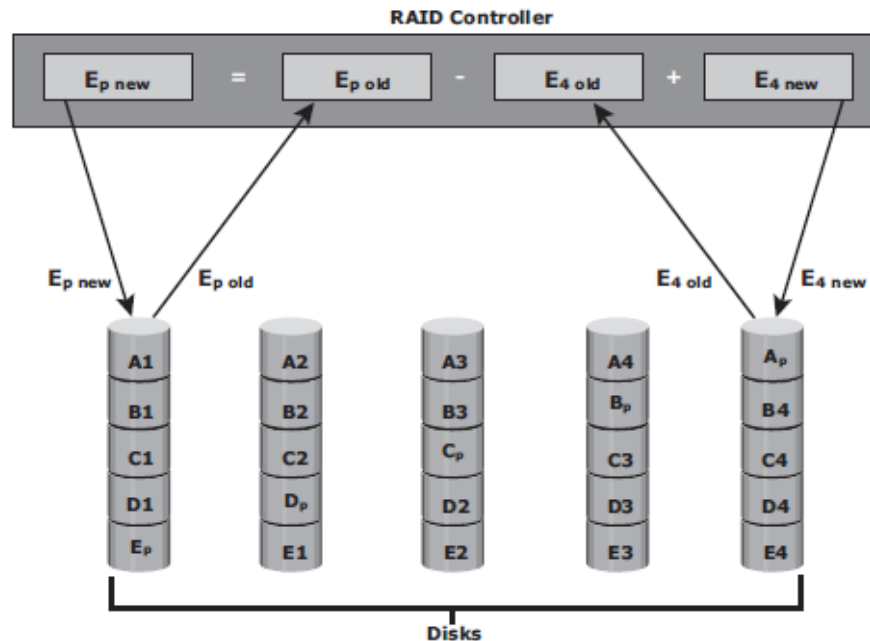 RAID Controller
Ep new = Ep old - E4 old + E4 new
Ep new Ep old E4 old E4 new
A1 A2 A3 A4 Ap
B1 B2 B3 Bp B4
C1 C2 Cp C3 C4
D1 Dp D2 D3 D4
Ep E1 E2 E3 E4
Disks